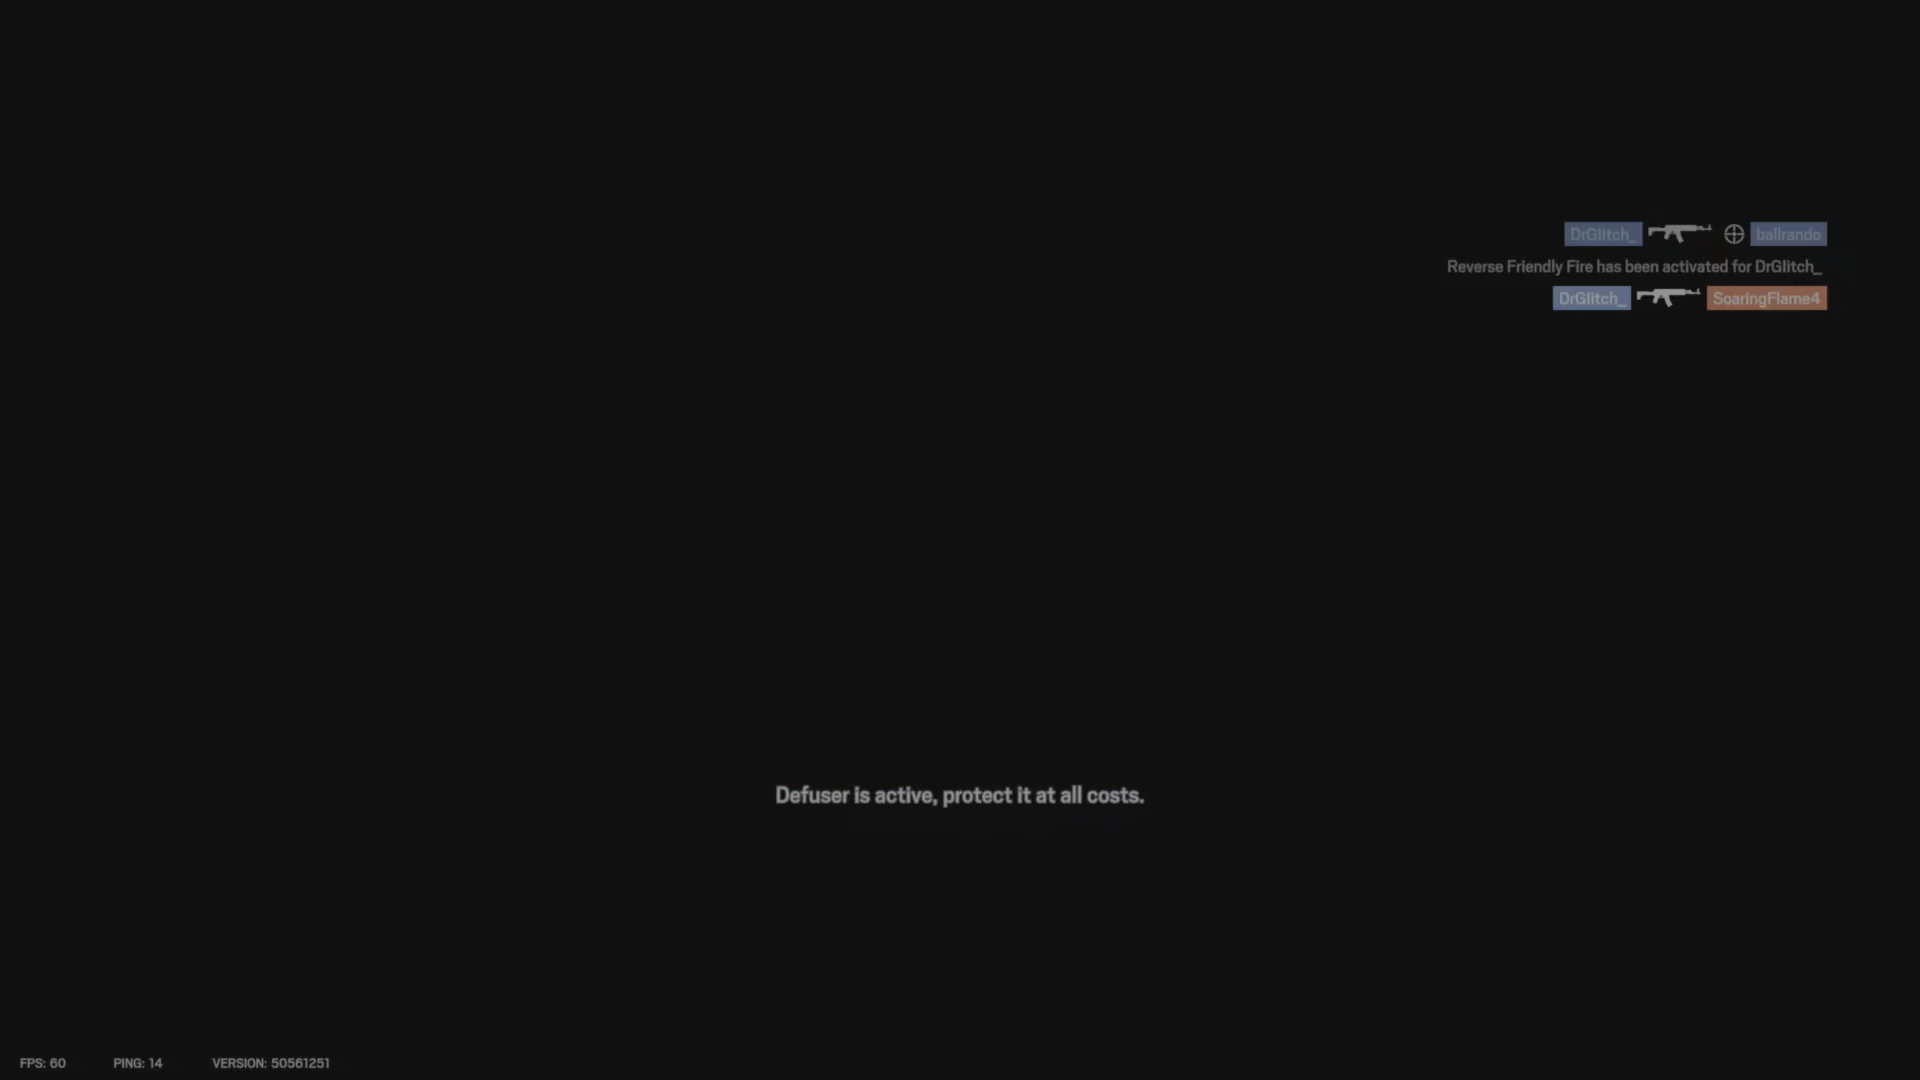 DrGlitch_ ballrando
Reverse Friendly Fire has been activated for DrGlitch_
DrGlitch_ SoaringFlame4
Defuser is active, protect it at all costs.
FPS: 60 PING: 14 VERSION: 50561251